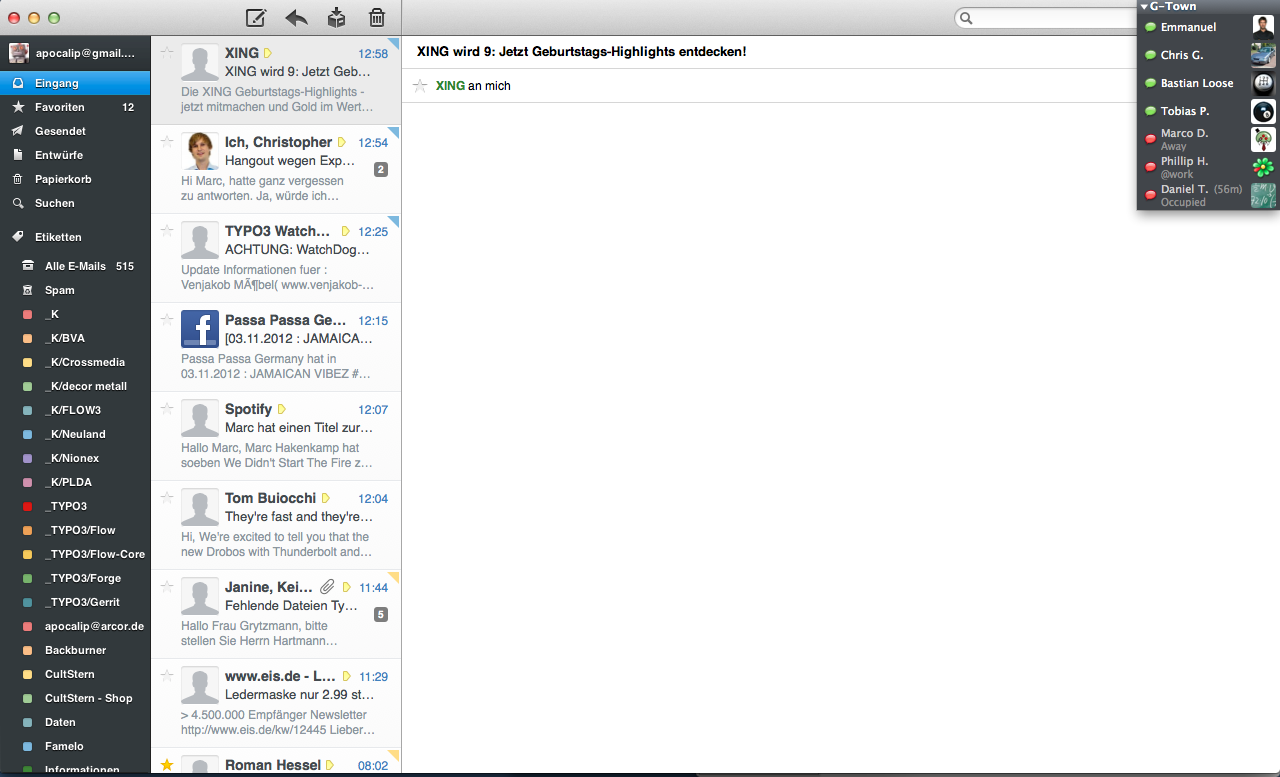 apocalip@gmail....
Eingang
Favoriten 12
Gesendet
Entwürfe
Papierkorb
Suchen
Etiketten
Alle E-Mails 515
Spam
_K
_K/BVA
_K/Crossmedia
_K/decor metall
_K/FLOW3
_K/Neuland
_K/Nionex
_K/PLDA
_TYPO3
_TYPO3/Flow
_TYPO3/Flow-Core
_TYPO3/Forge
_TYPO3/Gerrit
apocalip@arcor.de
Backburner
CultStern
CultStern - Shop
Daten
Famelo
Informationen
XING 12:58
XING wird 9: Jetzt Geb...
Die XING Geburtstags-Highlights -
jetzt mitmachen und Gold im Wert...
Ich, Christopher 12:54
Hangout wegen Exp... 2
Hi Marc, hatte ganz vergessen
zu antworten. Ja, würde ich...
TYPO3 Watch... 12:25
ACHTUNG: WatchDog...
Update Informationen fuer :
Venjakob MÃ¶bel( www.venjakob-...
Passa Passa Ge... 12:15
[03.11.2012 : JAMAICA...
Passa Passa Germany hat in
03.11.2012 : JAMAICAN VIBEZ #...
Spotify 12:07
Marc hat einen Titel zur...
Hallo Marc, Marc Hakenkamp hat
soeben We Didn't Start The Fire z...
Tom Buiocchi 12:04
They're fast and they're...
Hi, We're excited to tell you that the
new Drobos with Thunderbolt and...
Janine, Kei... 11:44
Fehlende Dateien Ty... 5
Hallo Frau Grytzmann, bitte
stellen Sie Herrn Hartmann...
www.eis.de - L... 11:29
Ledermaske nur 2.99 st...
> 4.500.000 Empfänger Newsletter
http://www.eis.de/kw/12445 Lieber...
Roman Hessel 08:02
XING wird 9: Jetzt Geburtstags-Highlights entdecken!
XING an mich
G-Town
Emmanuel
Chris G.
Bastian Loose
Tobias P.
Marco D.
Away
Phillip H.
@work
Daniel T. (56m)
Occupied